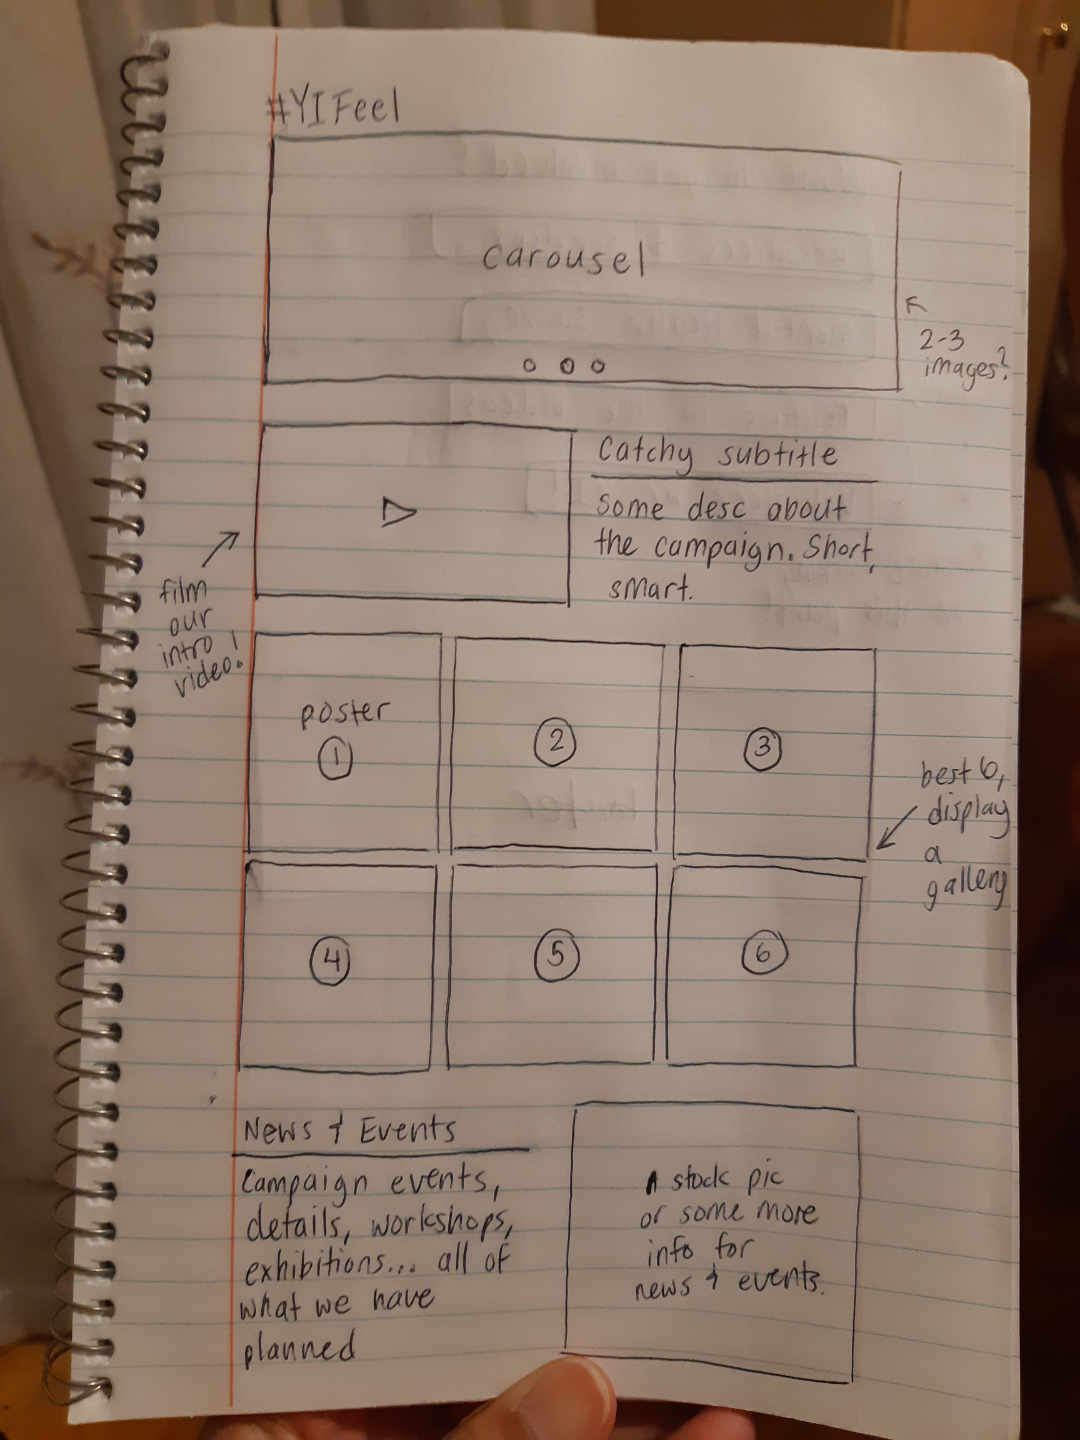 #YIFeel
carousel
2-3
images?
Catchy subtitle
Some desc about
the campaign. Short,
smart.
film
our
intro
video!
poster
1
2
3
best 6,
display
a
gallery
4
5
6
News & Events
Campaign events,
details, workshops,
exhibitions... all of
what we have
planned
A stock pic
or some more
info for
news & events.